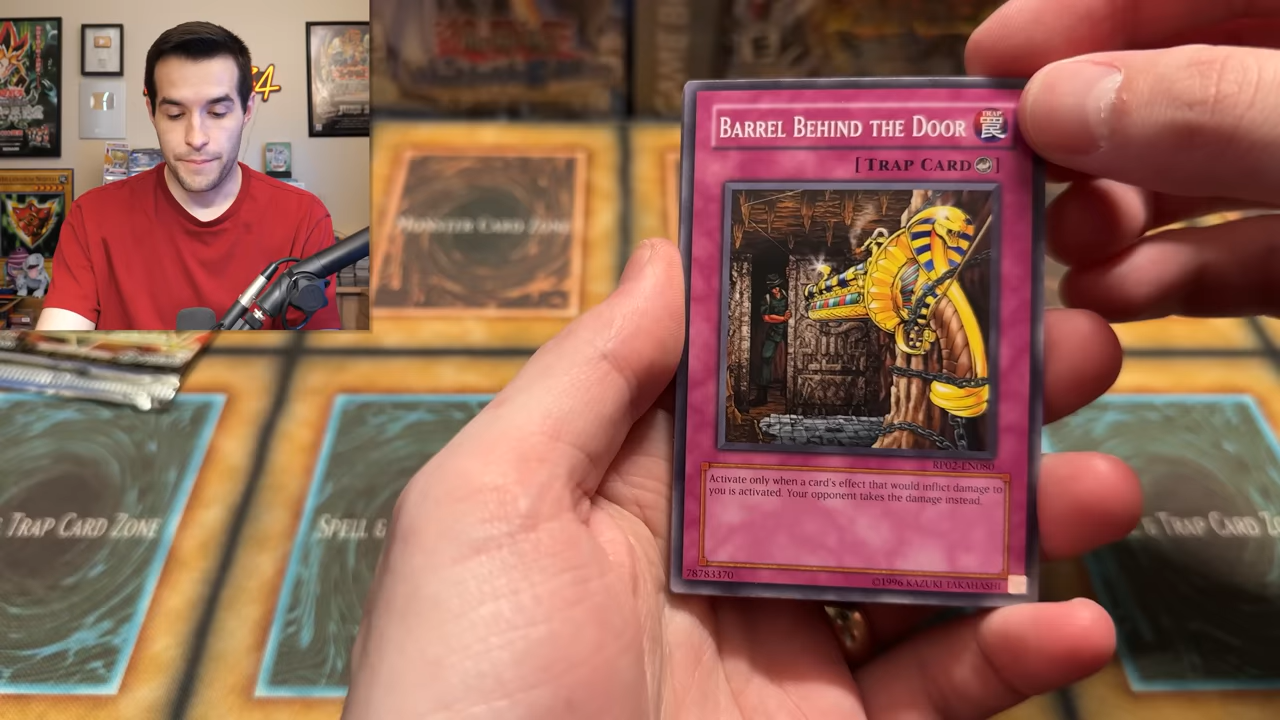 MONSTER CARD ZONE
BARREL BEHIND THE DOOR
TRAP
罠
[TRAP CARD]
RP02-EN080
Activate only when a card's effect that would inflict damage to
you is activated. Your opponent takes the damage instead.
78783370
©1996 KAZUKI TAKAHASHI
TRAP CARD ZONE
SPELL &
TRAP CARD